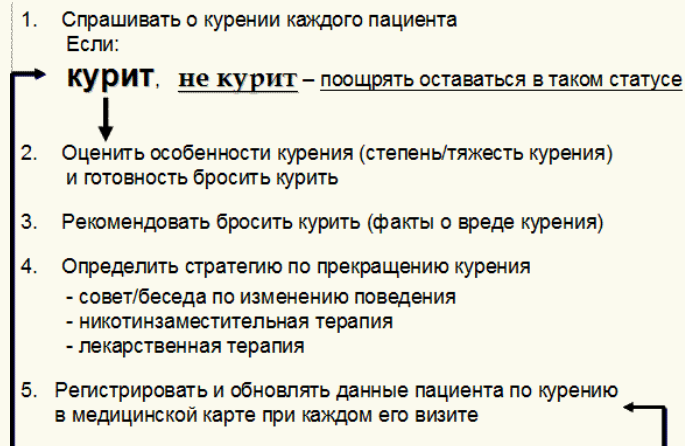 1. Спрашивать о курении каждого пациента
Если:
курит, не курит – поощрять оставаться в таком статусе
2. Оценить особенности курения (степень/тяжесть курения)
и готовность бросить курить
3. Рекомендовать бросить курить (факты о вреде курения)
4. Определить стратегию по прекращению курения
- совет/беседа по изменению поведения
- никотинзаместительная терапия
- лекарственная терапия
5. Регистрировать и обновлять данные пациента по курению
в медицинской карте при каждом его визите